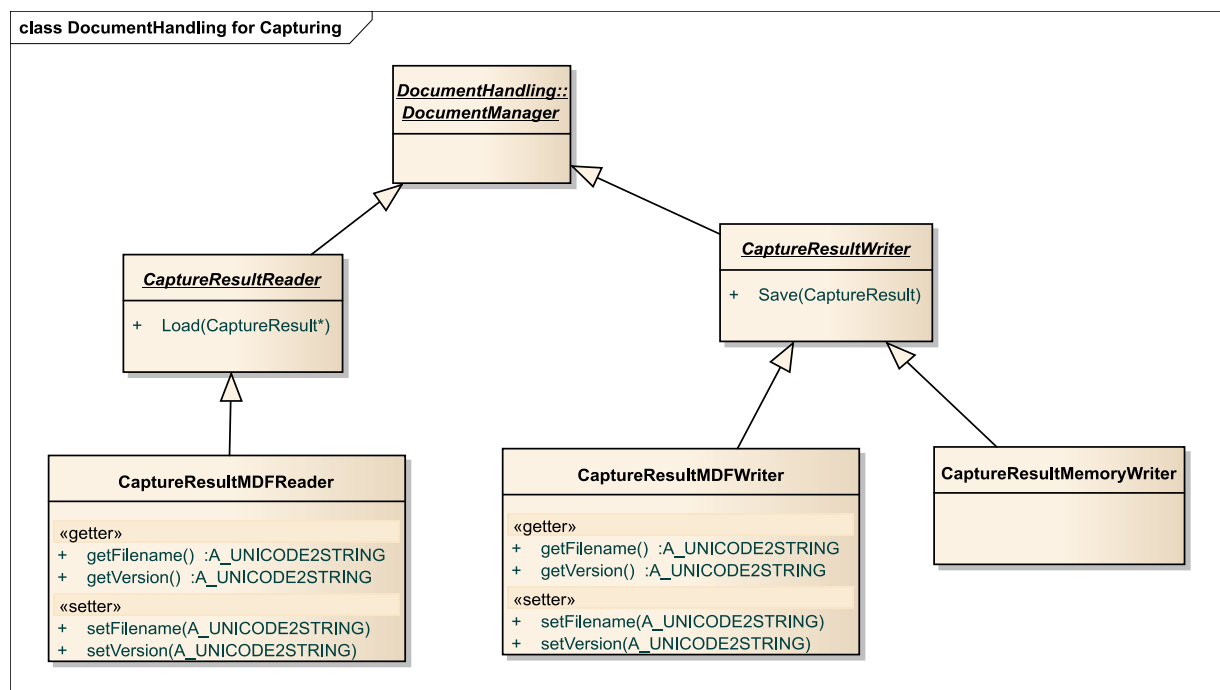 class DocumentHandling for Capturing
DocumentHandling::
DocumentManager
CaptureResultReader
+ Load(CaptureResult*)
CaptureResultWriter
+ Save(CaptureResult)
CaptureResultMDFReader
«getter»
+ getFilename() :A_UNICODE2STRING
+ getVersion() :A_UNICODE2STRING
«setter»
+ setFilename(A_UNICODE2STRING)
+ setVersion(A_UNICODE2STRING)
CaptureResultMDFWriter
«getter»
+ getFilename() :A_UNICODE2STRING
+ getVersion() :A_UNICODE2STRING
«setter»
+ setFilename(A_UNICODE2STRING)
+ setVersion(A_UNICODE2STRING)
CaptureResultMemoryWriter